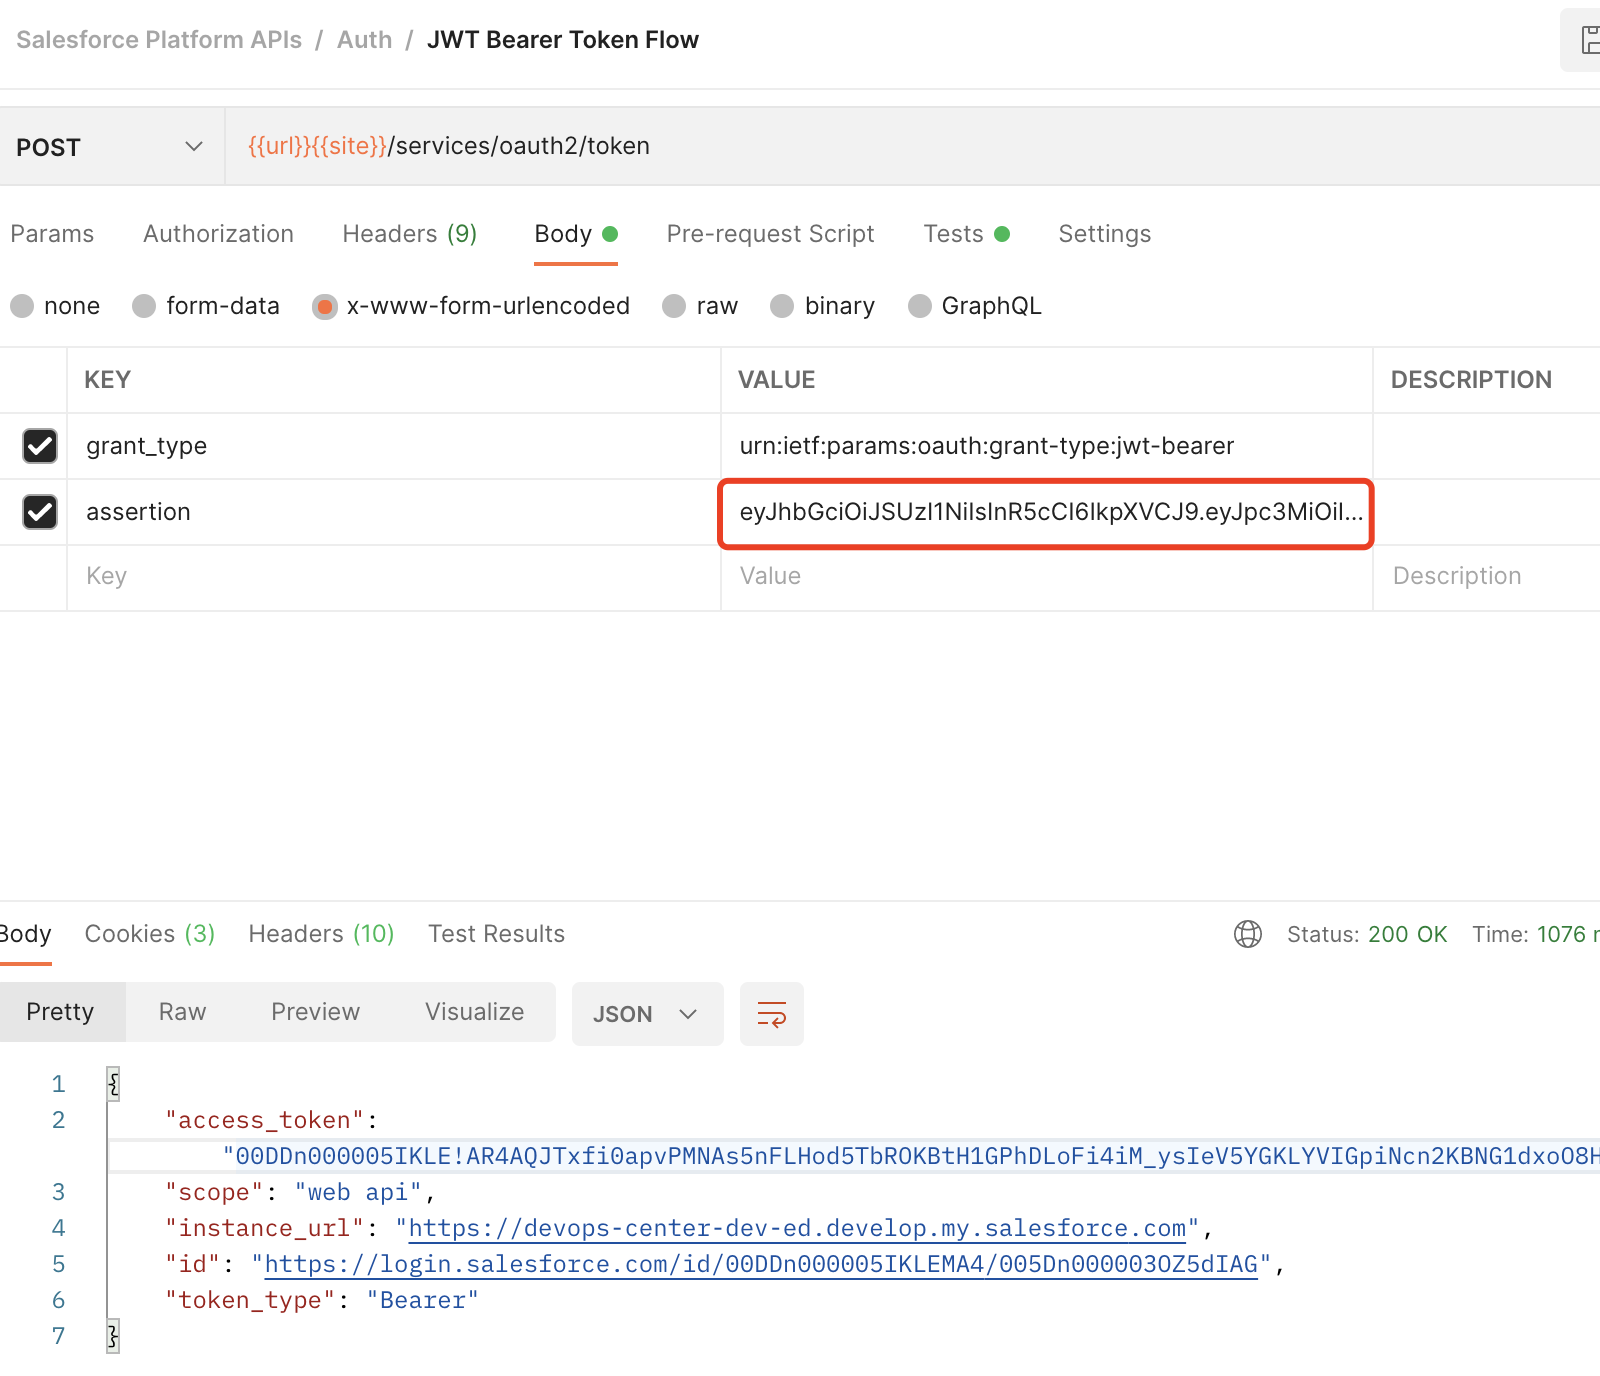 Salesforce Platform APIs / Auth / JWT Bearer Token Flow
POST {{url}}{{site}}/services/oauth2/token
Params Authorization Headers (9) Body Pre-request Script Tests Settings
none form-data x-www-form-urlencoded raw binary GraphQL
KEY VALUE DESCRIPTION
grant_type urn:ietf:params:oauth:grant-type:jwt-bearer
assertion eyJhbGciOiJSUzI1NiIsInR5cCI6IkpXVCJ9.eyJpc3MiOiI...
Key Value Description
Body Cookies (3) Headers (10) Test Results Status: 200 OK Time: 1076
Pretty Raw Preview Visualize JSON
1 {
2 "access_token":
"00DDn000005IKLE!AR4AQJTxfi0apvPMNAs5nFLHod5TbROKBtH1GPhDLoFi4iM_ysIeV5YGKLYVIGpiNcn2KBNG1dxoO8H
3 "scope": "web api",
4 "instance_url": "https://devops-center-dev-ed.develop.my.salesforce.com",
5 "id": "https://login.salesforce.com/id/00DDn000005IKLEMA4/005Dn000003OZ5dIAG",
6 "token_type": "Bearer"
7 }